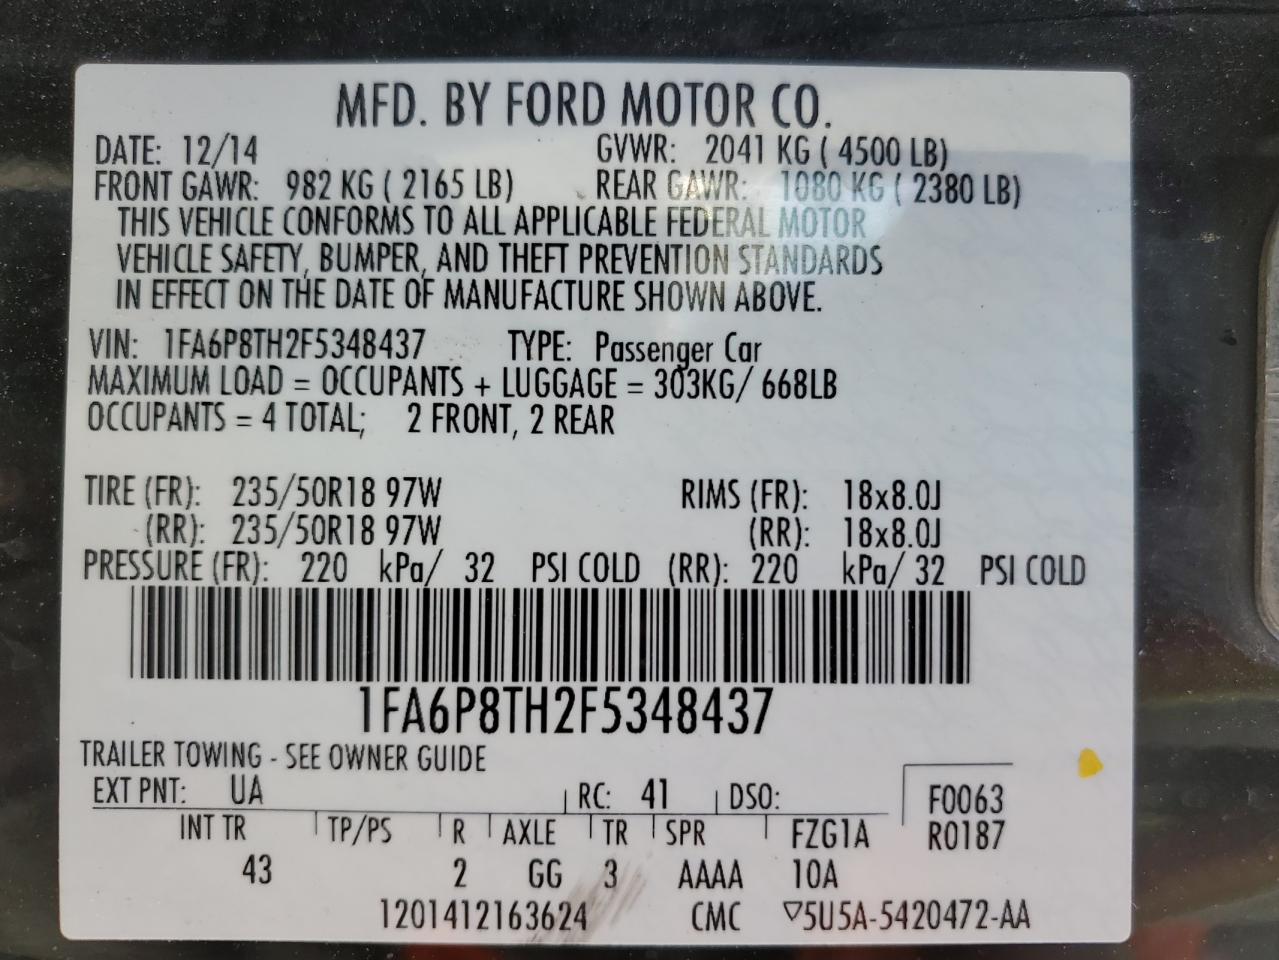 MFD. BY FORD MOTOR CO.
DATE: 12/14 GVWR: 2041 KG ( 4500 LB)
FRONT GAWR: 982 KG ( 2165 LB) REAR GAWR: 1080 KG ( 2380 LB)
THIS VEHICLE CONFORMS TO ALL APPLICABLE FEDERAL MOTOR
VEHICLE SAFETY, BUMPER, AND THEFT PREVENTION STANDARDS
IN EFFECT ON THE DATE OF MANUFACTURE SHOWN ABOVE.
VIN: 1FA6P8TH2F5348437 TYPE: Passenger Car
MAXIMUM LOAD = OCCUPANTS + LUGGAGE = 303KG/ 668LB
OCCUPANTS = 4 TOTAL; 2 FRONT, 2 REAR
TIRE (FR): 235/50R18 97W RIMS (FR): 18x8.0J
(RR): 235/50R18 97W (RR): 18x8.0J
PRESSURE (FR): 220 kPa/ 32 PSI COLD (RR): 220 kPa/ 32 PSI COLD
1FA6P8TH2F5348437
TRAILER TOWING - SEE OWNER GUIDE
EXT PNT: UA RC: 41 DSO: F0063
INT TR TP/PS R AXLE TR SPR FZG1A R0187
43 2 GG 3 AAAA 10A
1201412163624 CMC ▽5U5A-5420472-AA